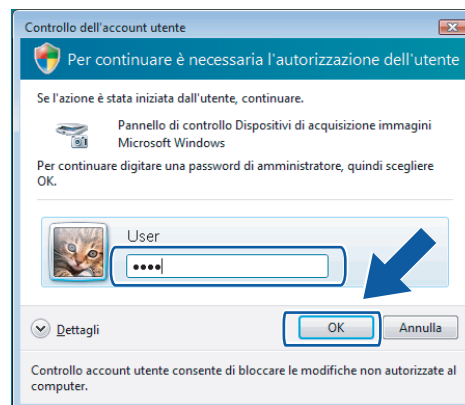 Controllo dell'account utente
Per continuare è necessaria l'autorizzazione dell'utente
Se l'azione è stata iniziata dall'utente, continuare.
Pannello di controllo Dispositivi di acquisizione immagini
Microsoft Windows
Per continuare digitare una password di amministratore, quindi scegliere
OK.
User
••••
Dettagli
OK
Annulla
Controllo account utente consente di bloccare le modifiche non autorizzate al
computer.